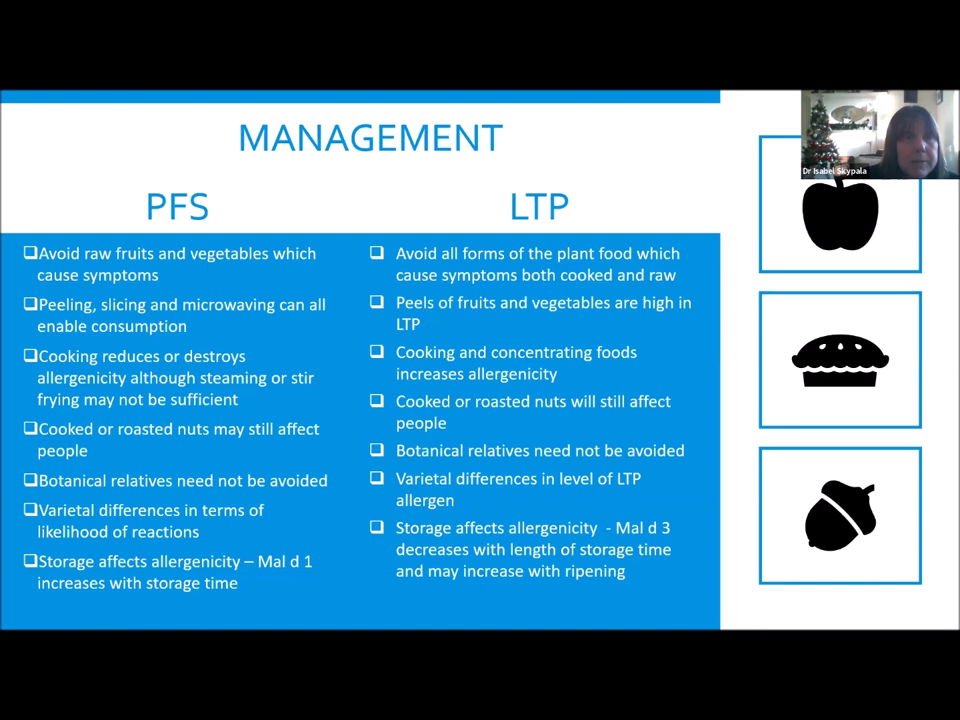 MANAGEMENT
PFS
❑Avoid raw fruits and vegetables which
cause symptoms
❑Peeling, slicing and microwaving can all
enable consumption
❑Cooking reduces or destroys
allergenicity although steaming or stir
frying may not be sufficient
❑Cooked or roasted nuts may still affect
people
❑Botanical relatives need not be avoided
❑Varietal differences in terms of
likelihood of reactions
❑Storage affects allergenicity – Mal d 1
increases with storage time
LTP
❑ Avoid all forms of the plant food which
cause symptoms both cooked and raw
❑ Peels of fruits and vegetables are high in
LTP
❑ Cooking and concentrating foods
increases allergenicity
❑ Cooked or roasted nuts will still affect
people
❑ Botanical relatives need not be avoided
❑ Varietal differences in level of LTP
allergen
❑ Storage affects allergenicity - Mal d 3
decreases with length of storage time
and may increase with ripening
Dr Isabel Skypala